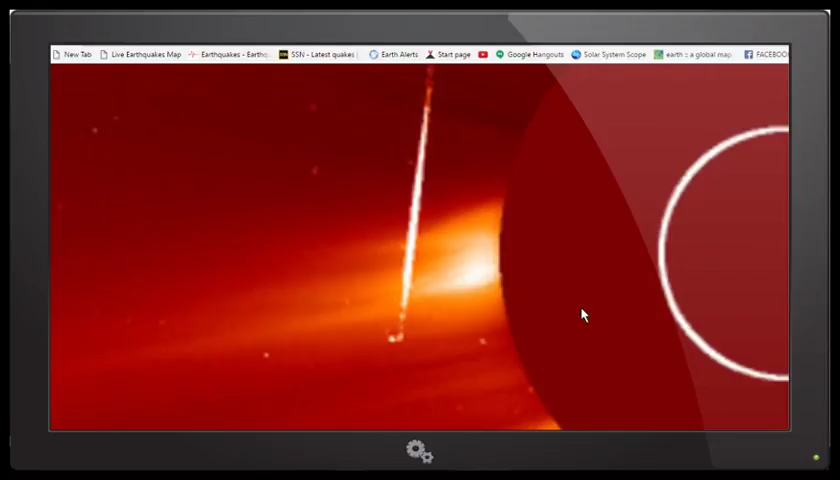 New Tab Live Earthquakes Map Earthquakes - Earthq SSN - Latest quakes | Earth Alerts Start page Google Hangouts Solar System Scope earth :: a global map FACEBOO